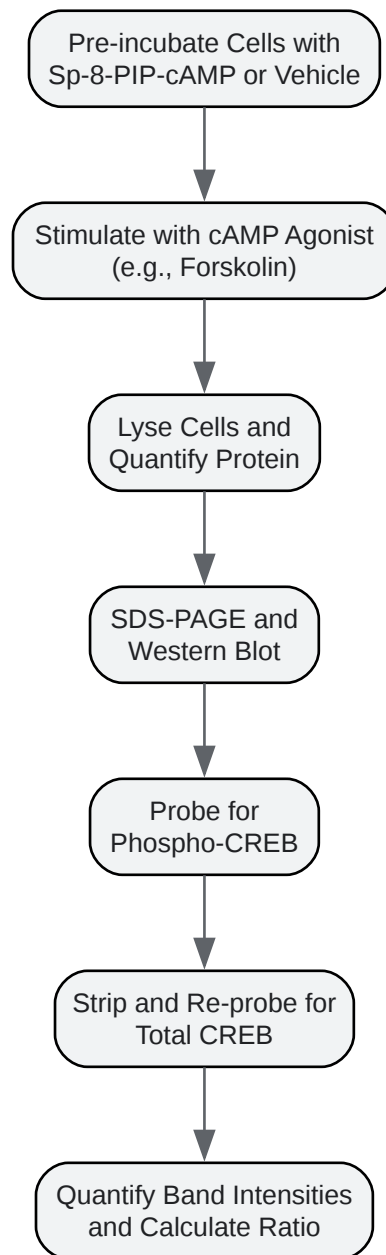 Pre-incubate Cells with
Sp-8-PIP-cAMP or Vehicle
Stimulate with cAMP Agonist
(e.g., Forskolin)
Lyse Cells and
Quantify Protein
SDS-PAGE and
Western Blot
Probe for
Phospho-CREB
Strip and Re-probe for
Total CREB
Quantify Band Intensities
and Calculate Ratio